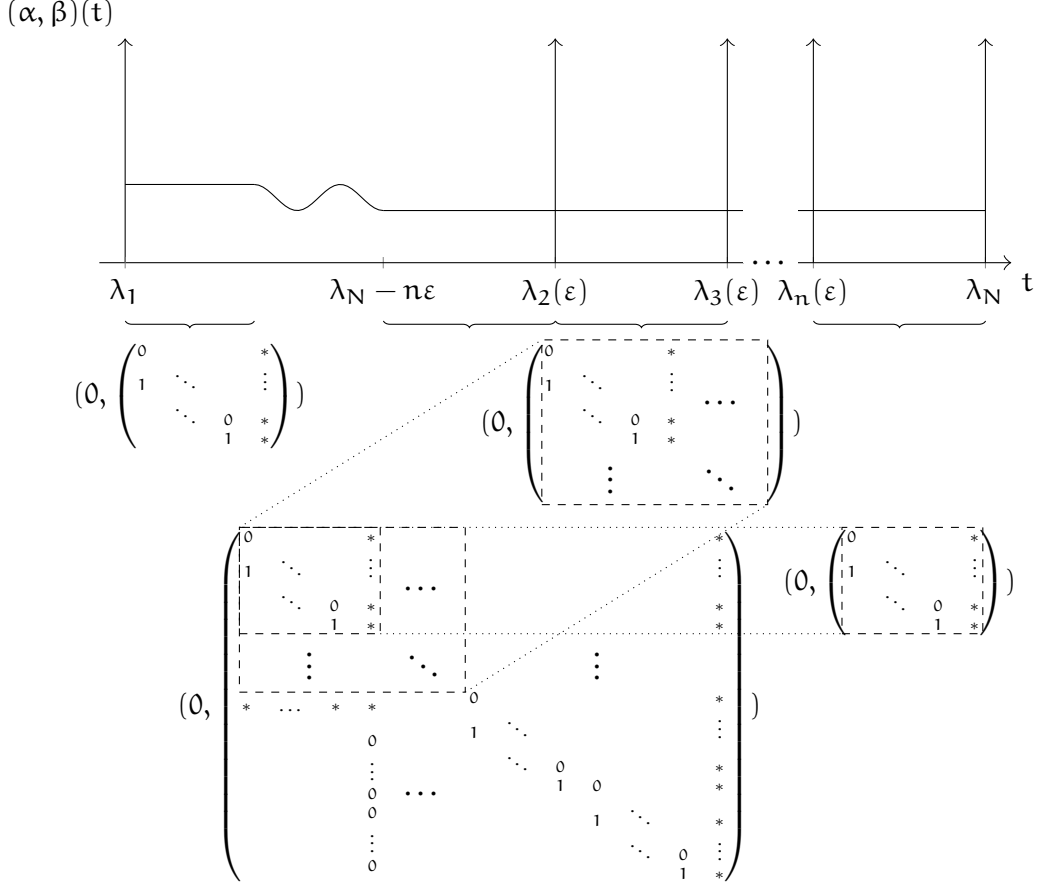 (α, β)(t)
λ₁ λ_N − nε λ₂(ε) λ₃(ε) ⋯ λₙ(ε) λ_N t
(0, ( 0 * )
1 ⋱ ⋮
⋱ 0 *
1 * ) )
(0, ( 0 *
1 ⋱ ⋮ ⋯
⋱ 0 *
1 *
⋮ ⋱ ) )
(0, ( 0 * *
1 ⋱ ⋮ ⋯ ⋮
⋱ 0 * *
1 * *
⋮ ⋱ ⋮
* ⋯ * * 0 *
0 1 ⋱ ⋮
⋮ ⋱ 0 *
0 ⋯ 1 0 *
0 1 ⋱ *
⋮ ⋱ 0 ⋮
0 1 * ) )
(0, ( 0 *
1 ⋱ ⋮
⋱ 0 *
1 * ) )